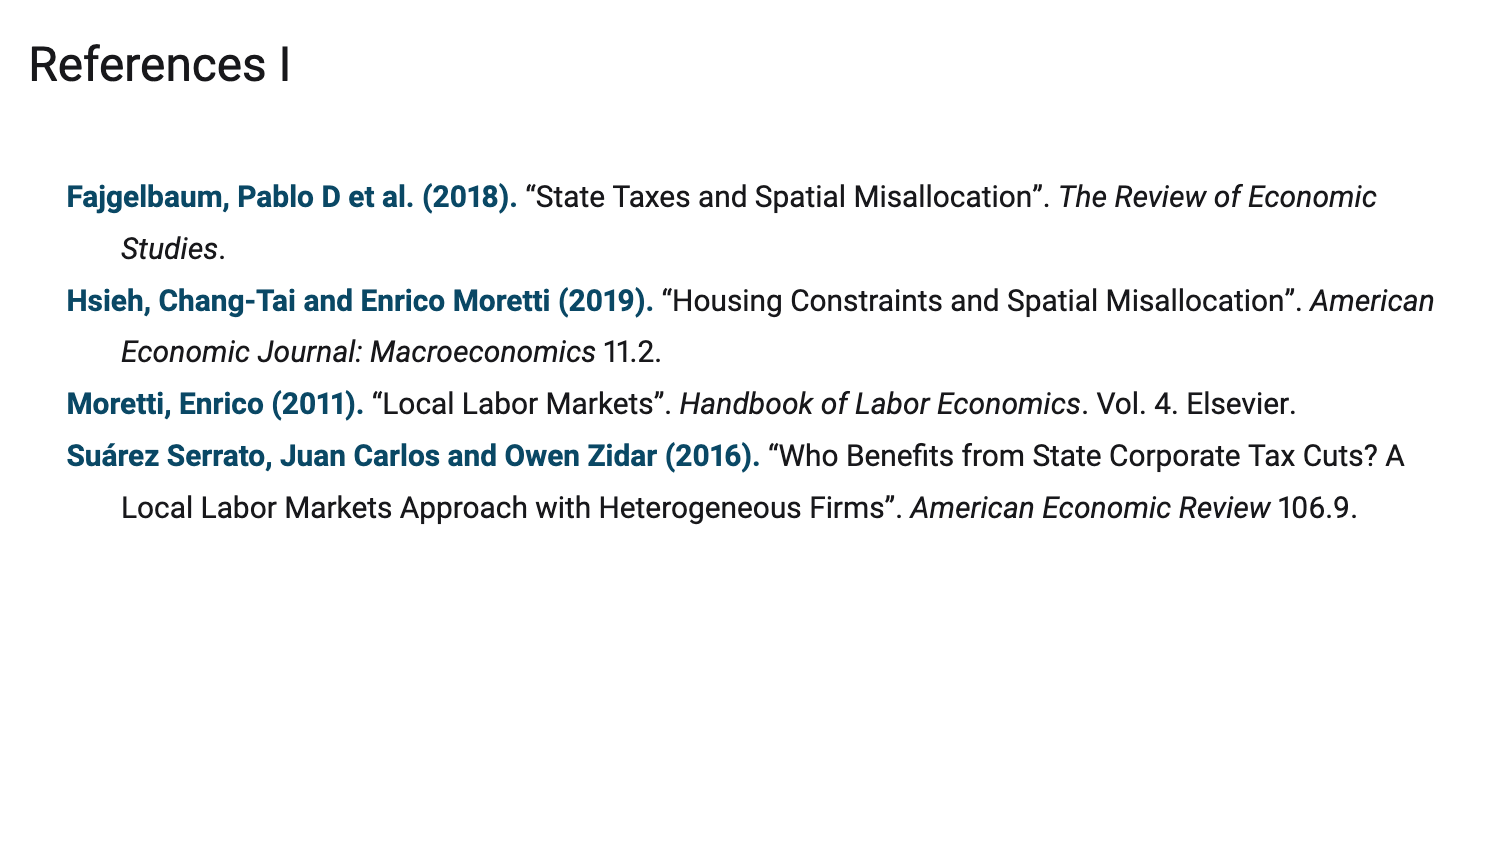 References I
Fajgelbaum, Pablo D et al. (2018). “State Taxes and Spatial Misallocation”. The Review of Economic
Studies.
Hsieh, Chang-Tai and Enrico Moretti (2019). “Housing Constraints and Spatial Misallocation”. American
Economic Journal: Macroeconomics 11.2.
Moretti, Enrico (2011). “Local Labor Markets”. Handbook of Labor Economics. Vol. 4. Elsevier.
Suárez Serrato, Juan Carlos and Owen Zidar (2016). “Who Benefits from State Corporate Tax Cuts? A
Local Labor Markets Approach with Heterogeneous Firms”. American Economic Review 106.9.